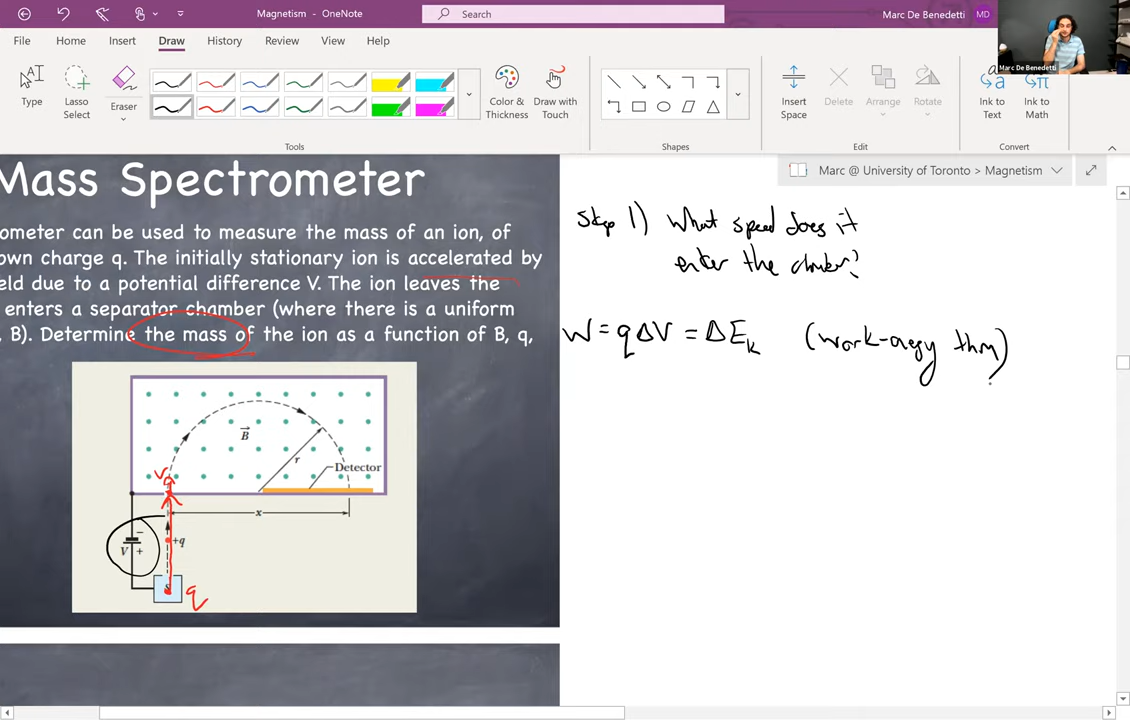 Magnetism - OneNote
Search
Marc De Benedetti
MD
File
Home
Insert
Draw
History
Review
View
Help
Marc De Benedetti
Type
Lasso Select
Eraser
Color & Thickness
Draw with Touch
Insert Space
Delete
Arrange
Rotate
Ink to Text
Ink to Math
Tools
Shapes
Edit
Convert
Marc @ University of Toronto > Magnetism
Mass Spectrometer
ometer can be used to measure the mass of an ion, of
own charge q. The initially stationary ion is accelerated by
eld due to a potential difference V. The ion leaves the
enters a separator chamber (where there is a uniform
, B). Determine the mass of the ion as a function of B, q,
B
r
Detector
x
V
+
−
+q
q
Step 1) What speed does it
enter the chamber?
W = qΔV = ΔEk (work-energy thm)